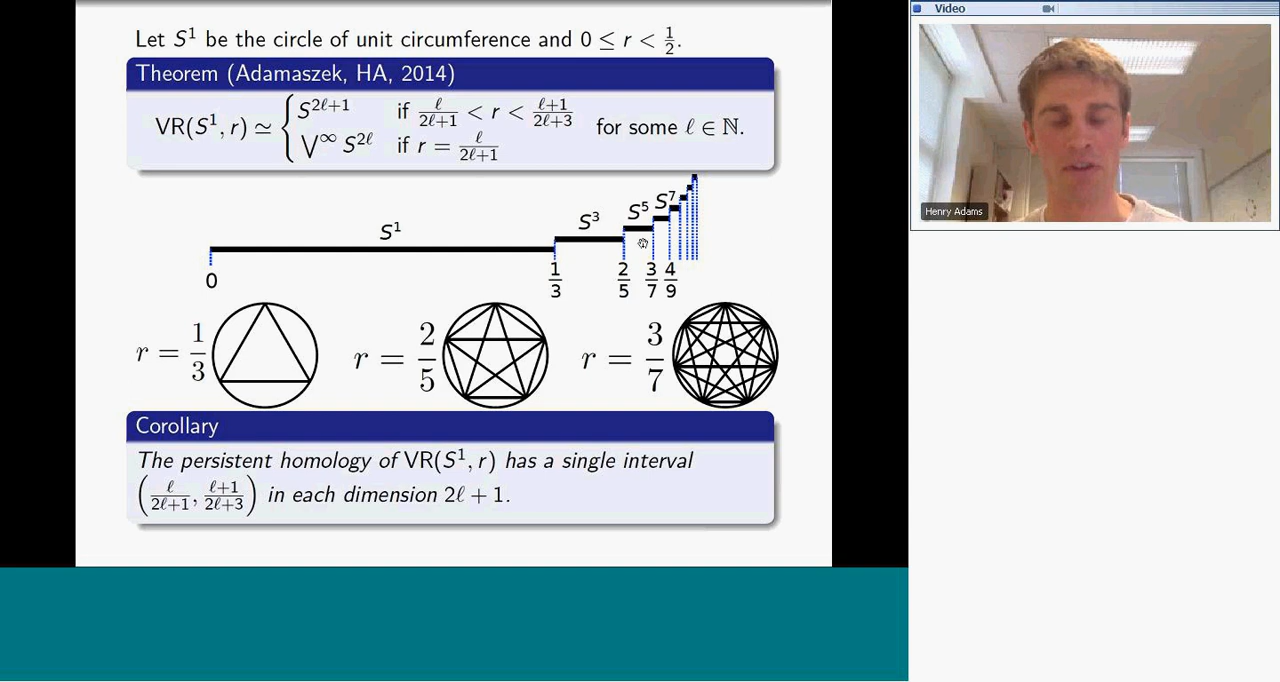 Let S¹ be the circle of unit circumference and 0 ≤ r < 1/2.
Theorem (Adamaszek, HA, 2014)
VR(S¹, r) ≃ { S^{2ℓ+1} if ℓ/(2ℓ+1) < r < (ℓ+1)/(2ℓ+3)
⋁^∞ S^{2ℓ} if r = ℓ/(2ℓ+1)
for some ℓ ∈ ℕ.
S¹ S³ S⁵ S⁷
0 1/3 2/5 3/7 4/9
r = 1/3 r = 2/5 r = 3/7
Corollary
The persistent homology of VR(S¹, r) has a single interval
(ℓ/(2ℓ+1), (ℓ+1)/(2ℓ+3)) in each dimension 2ℓ + 1.
Video
Henry Adams